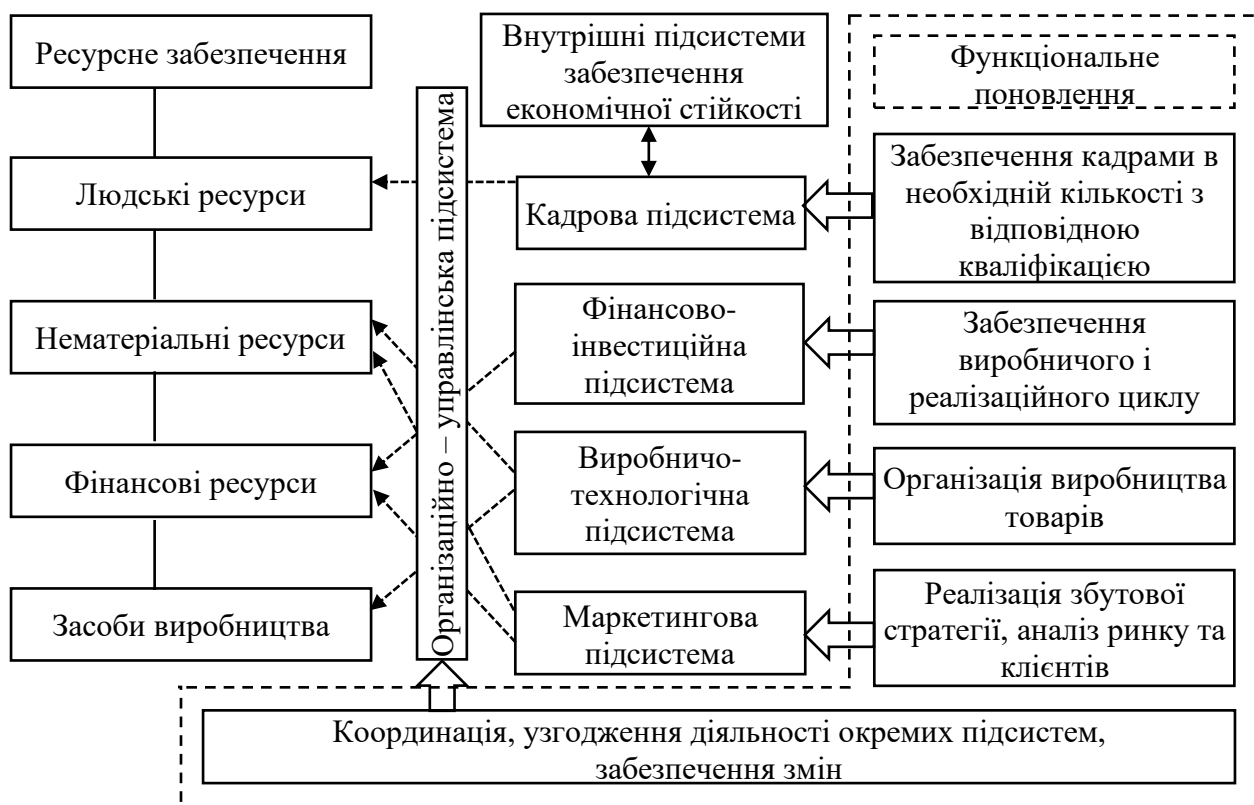 Ресурсне забезпечення
Людські ресурси
Нематеріальні ресурси
Фінансові ресурси
Засоби виробництва
Організаційно – управлінська підсистема
Внутрішні підсистеми
забезпечення
економічної стійкості
Кадрова підсистема
Фінансово-
інвестиційна
підсистема
Виробничо-
технологічна
підсистема
Маркетингова
підсистема
Функціональне
поновлення
Забезпечення кадрами в
необхідній кількості з
відповідною
кваліфікацією
Забезпечення
виробничого і
реалізаційного циклу
Організація виробництва
товарів
Реалізація збутової
стратегії, аналіз ринку та
клієнтів
Координація, узгодження діяльності окремих підсистем,
забезпечення змін